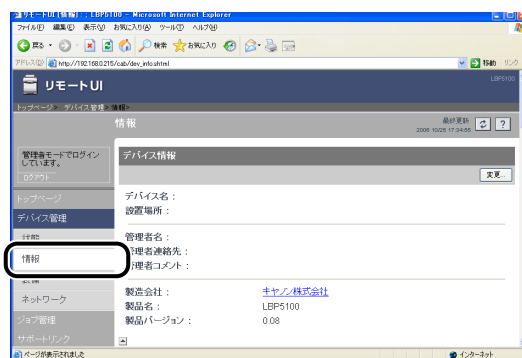 リモートUI [情報] : : LBP5100 - Microsoft Internet Explorer
ファイル(F) 編集(E) 表示(V) お気に入り(A) ツール(T) ヘルプ(H)
戻る 検索 お気に入り
アドレス(D) http://192.168.0.215/cab/dev_info.shtml 移動 リンク
リモートUI LBP5100
トップページ> デバイス管理> 情報>
情報 最終更新
2006 10/25 17:34:55
管理者モードでログイン
しています。
ログアウト
デバイス情報
変更...
トップページ
デバイス管理
状態
情報
ネットワーク
ジョブ管理
サポートリンク
デバイス名：
設置場所：
管理者名：
管理者連絡先：
管理者コメント：
製造会社： キヤノン株式会社
製品名： LBP5100
製品バージョン： 0.08
ページが表示されました インターネット